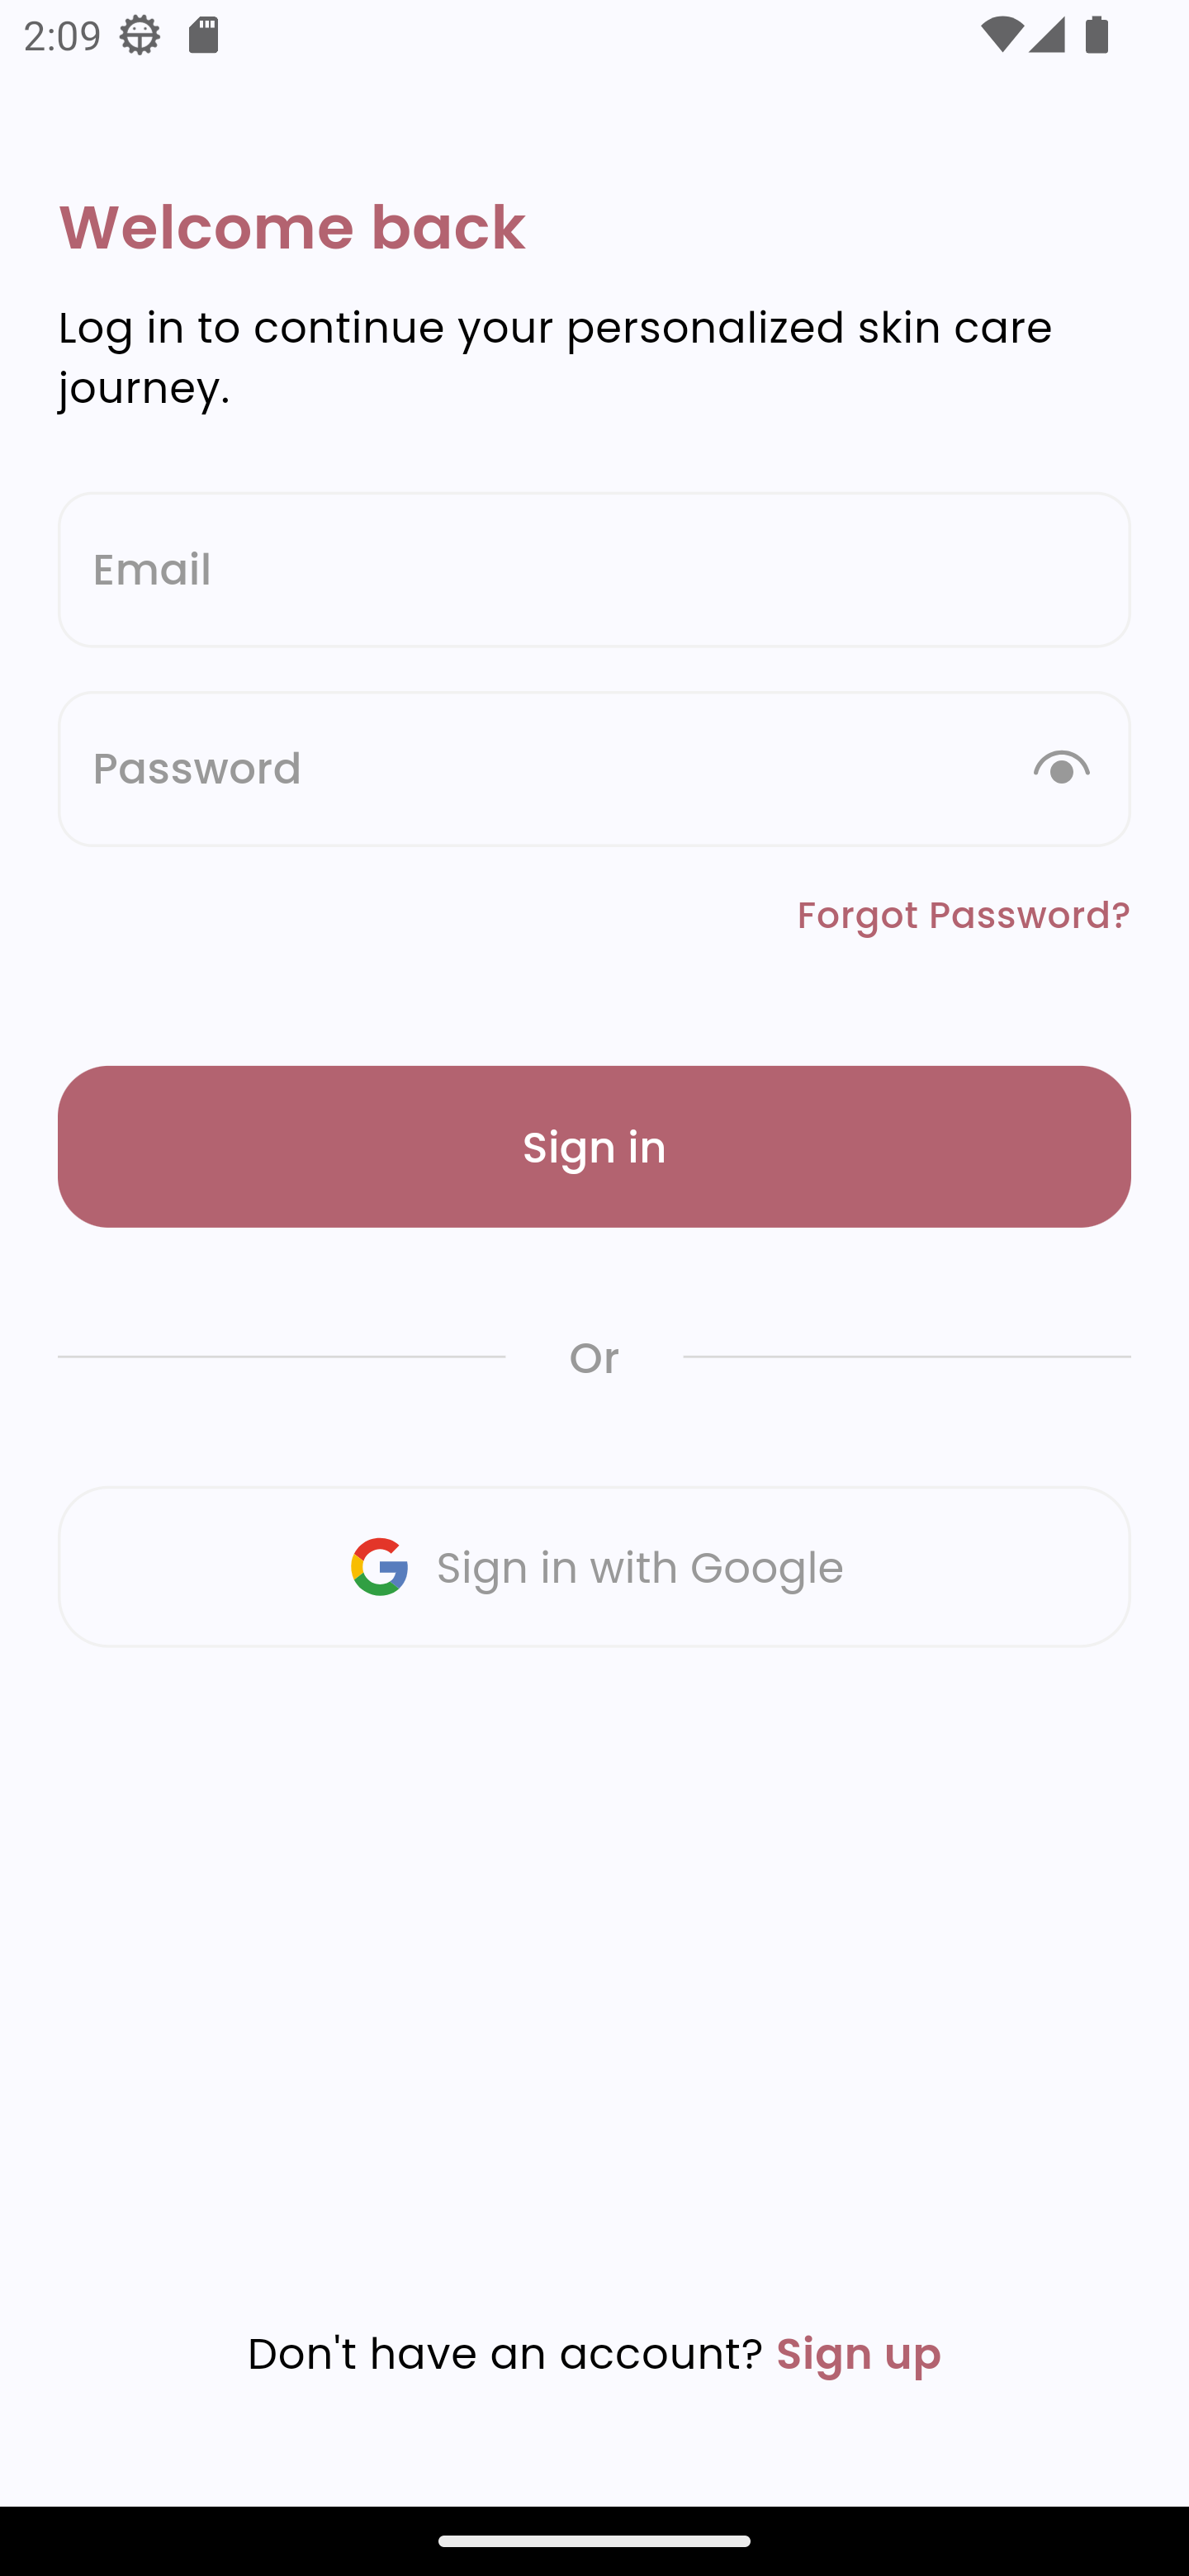 2:09
Welcome back
Log in to continue your personalized skin care
journey.
Email
Password
Forgot Password?
Sign in
Or
Sign in with Google
Don't have an account? Sign up